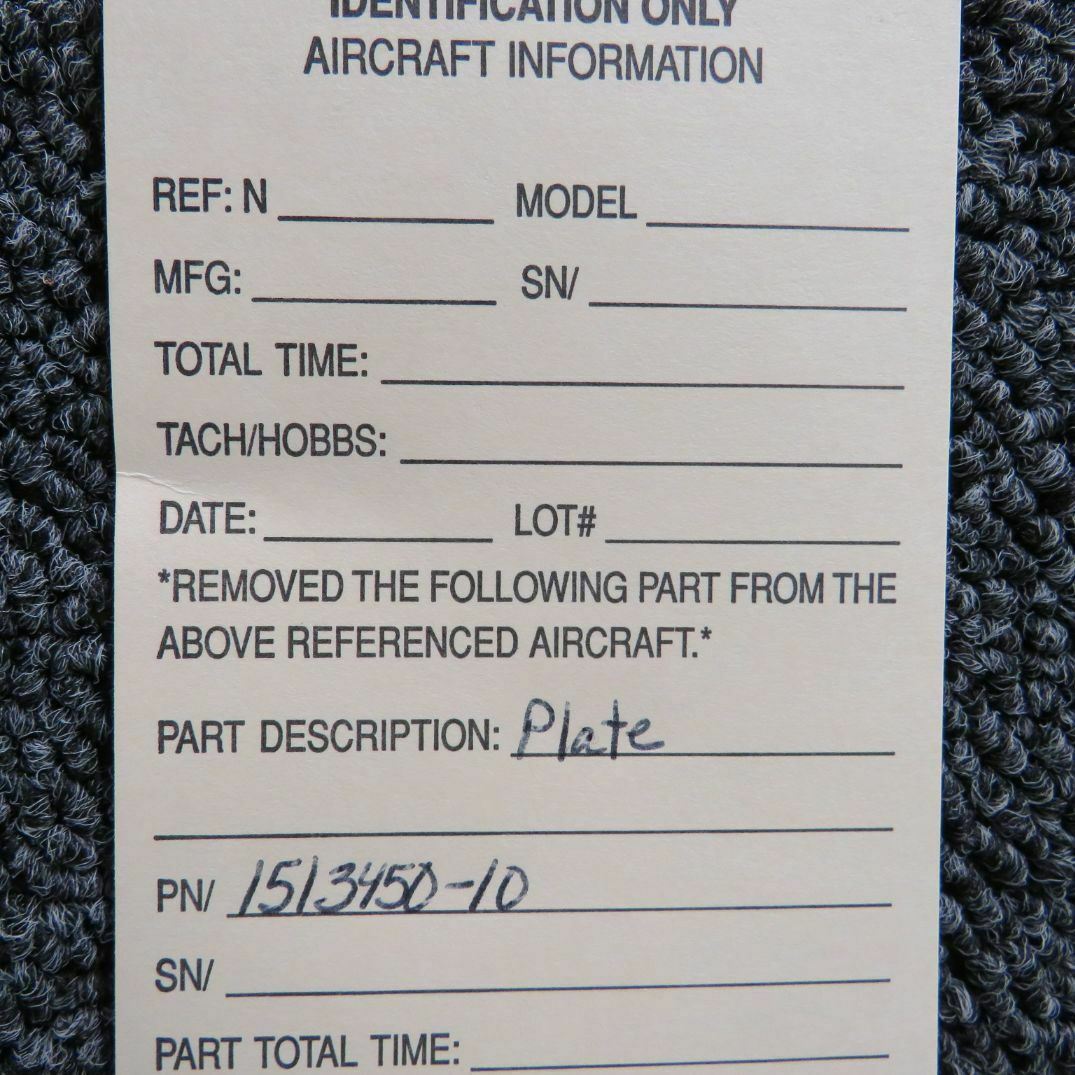 IDENTIFICATION ONLY
AIRCRAFT INFORMATION
REF: N MODEL
MFG: SN/
TOTAL TIME:
TACH/HOBBS:
DATE: LOT#
*REMOVED THE FOLLOWING PART FROM THE
ABOVE REFERENCED AIRCRAFT.*
PART DESCRIPTION: Plate
PN/ 1513450-10
SN/
PART TOTAL TIME: